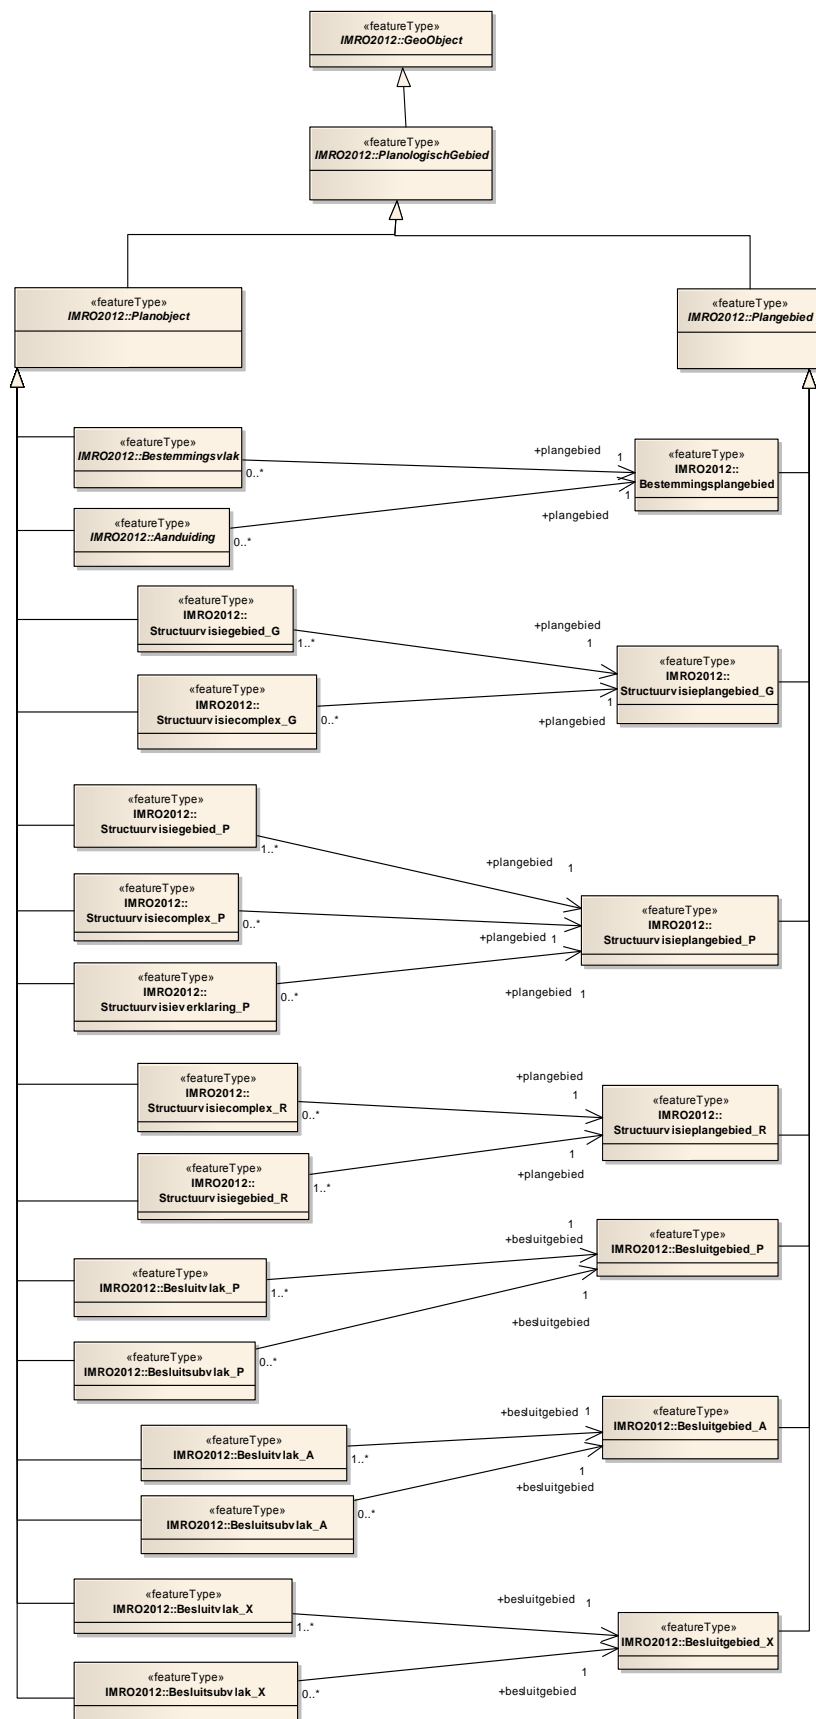 «featureType»
IMRO2012::GeoObject
«featureType»
IMRO2012::PlanologischGebied
«featureType»
IMRO2012::Planobject
«featureType»
IMRO2012::Plangebied
«featureType»
IMRO2012::Bestemmingsvlak
0..*
+plangebied
1
«featureType»
IMRO2012::
Bestemmingsplangebied
«featureType»
IMRO2012::Aanduiding
0..*
+plangebied
1
«featureType»
IMRO2012::
Structuurvisiegebied_G
1..*
+plangebied
1
«featureType»
IMRO2012::
Structuurvisieplangebied_G
«featureType»
IMRO2012::
Structuurvisiecomplex_G
0..*
+plangebied
1
«featureType»
IMRO2012::
Structuurvisiegebied_P
1..*
+plangebied
1
«featureType»
IMRO2012::
Structuurvisiecomplex_P
0..*
+plangebied
1
«featureType»
IMRO2012::
Structuurvisieplangebied_P
«featureType»
IMRO2012::
Structuurvisieverklaring_P
0..*
+plangebied
1
«featureType»
IMRO2012::
Structuurvisiecomplex_R
0..*
+plangebied
1
«featureType»
IMRO2012::
Structuurvisieplangebied_R
«featureType»
IMRO2012::
Structuurvisiegebied_R
1..*
+plangebied
1
«featureType»
IMRO2012::Besluitvlak_P
1..*
+besluitgebied
1
«featureType»
IMRO2012::Besluitgebied_P
«featureType»
IMRO2012::Besluitsubvlak_P
0..*
+besluitgebied
1
«featureType»
IMRO2012::Besluitvlak_A
1..*
+besluitgebied
1
«featureType»
IMRO2012::Besluitgebied_A
«featureType»
IMRO2012::Besluitsubvlak_A
0..*
+besluitgebied
1
«featureType»
IMRO2012::Besluitvlak_X
1..*
+besluitgebied
1
«featureType»
IMRO2012::Besluitgebied_X
«featureType»
IMRO2012::Besluitsubvlak_X
0..*
+besluitgebied
1